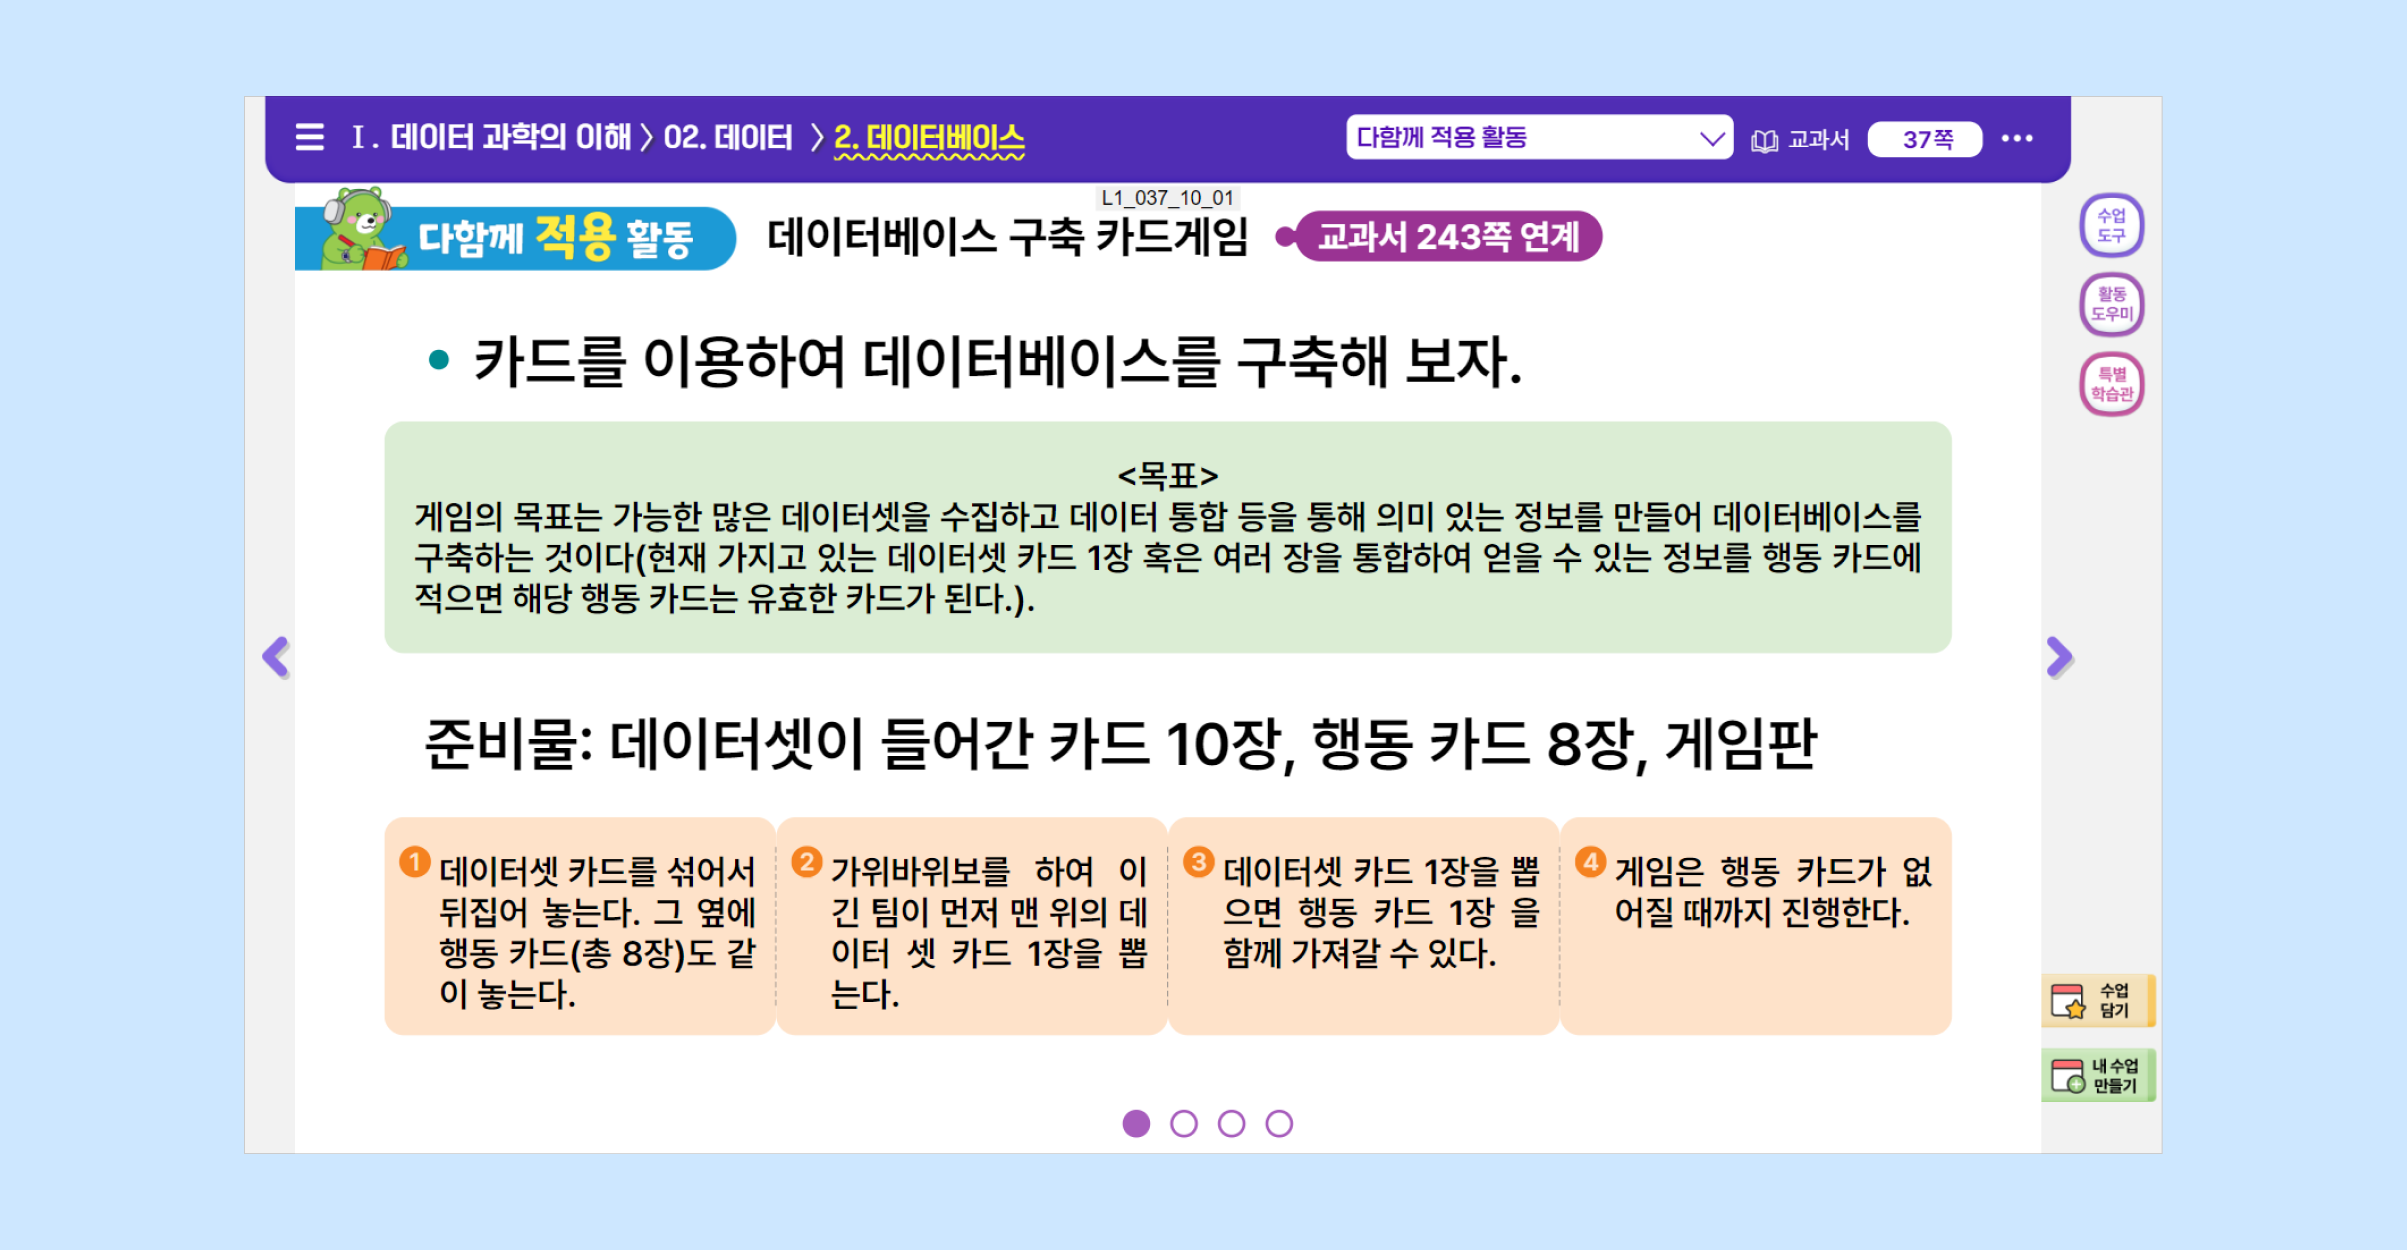 Ⅰ. 데이터 과학의 이해 〉 02. 데이터 〉 2. 데이터베이스
다함께 적용 활동
교과서
37쪽
L1_037_10_01
다함께 적용 활동
데이터베이스 구축 카드게임
교과서 243쪽 연계
수업
도구
활동
도우미
특별
학습관
• 카드를 이용하여 데이터베이스를 구축해 보자.
<목표>
게임의 목표는 가능한 많은 데이터셋을 수집하고 데이터 통합 등을 통해 의미 있는 정보를 만들어 데이터베이스를
구축하는 것이다(현재 가지고 있는 데이터셋 카드 1장 혹은 여러 장을 통합하여 얻을 수 있는 정보를 행동 카드에
적으면 해당 행동 카드는 유효한 카드가 된다.).
준비물: 데이터셋이 들어간 카드 10장, 행동 카드 8장, 게임판
1 데이터셋 카드를 섞어서
뒤집어 놓는다. 그 옆에
행동 카드(총 8장)도 같
이 놓는다.
2 가위바위보를 하여 이
긴 팀이 먼저 맨 위의 데
이터 셋 카드 1장을 뽑
는다.
3 데이터셋 카드 1장을 뽑
으면 행동 카드 1장 을
함께 가져갈 수 있다.
4 게임은 행동 카드가 없
어질 때까지 진행한다.
수업
담기
내 수업
만들기